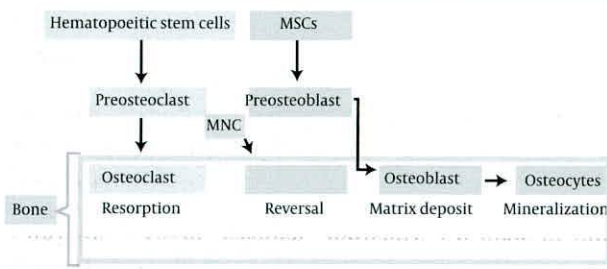 Hematopoeitic stem cells
MSCs
Preosteoclast
Preosteoblast
MNC
Osteoclast
Osteoblast
Osteocytes
Bone
Resorption
Reversal
Matrix deposit
Mineralization